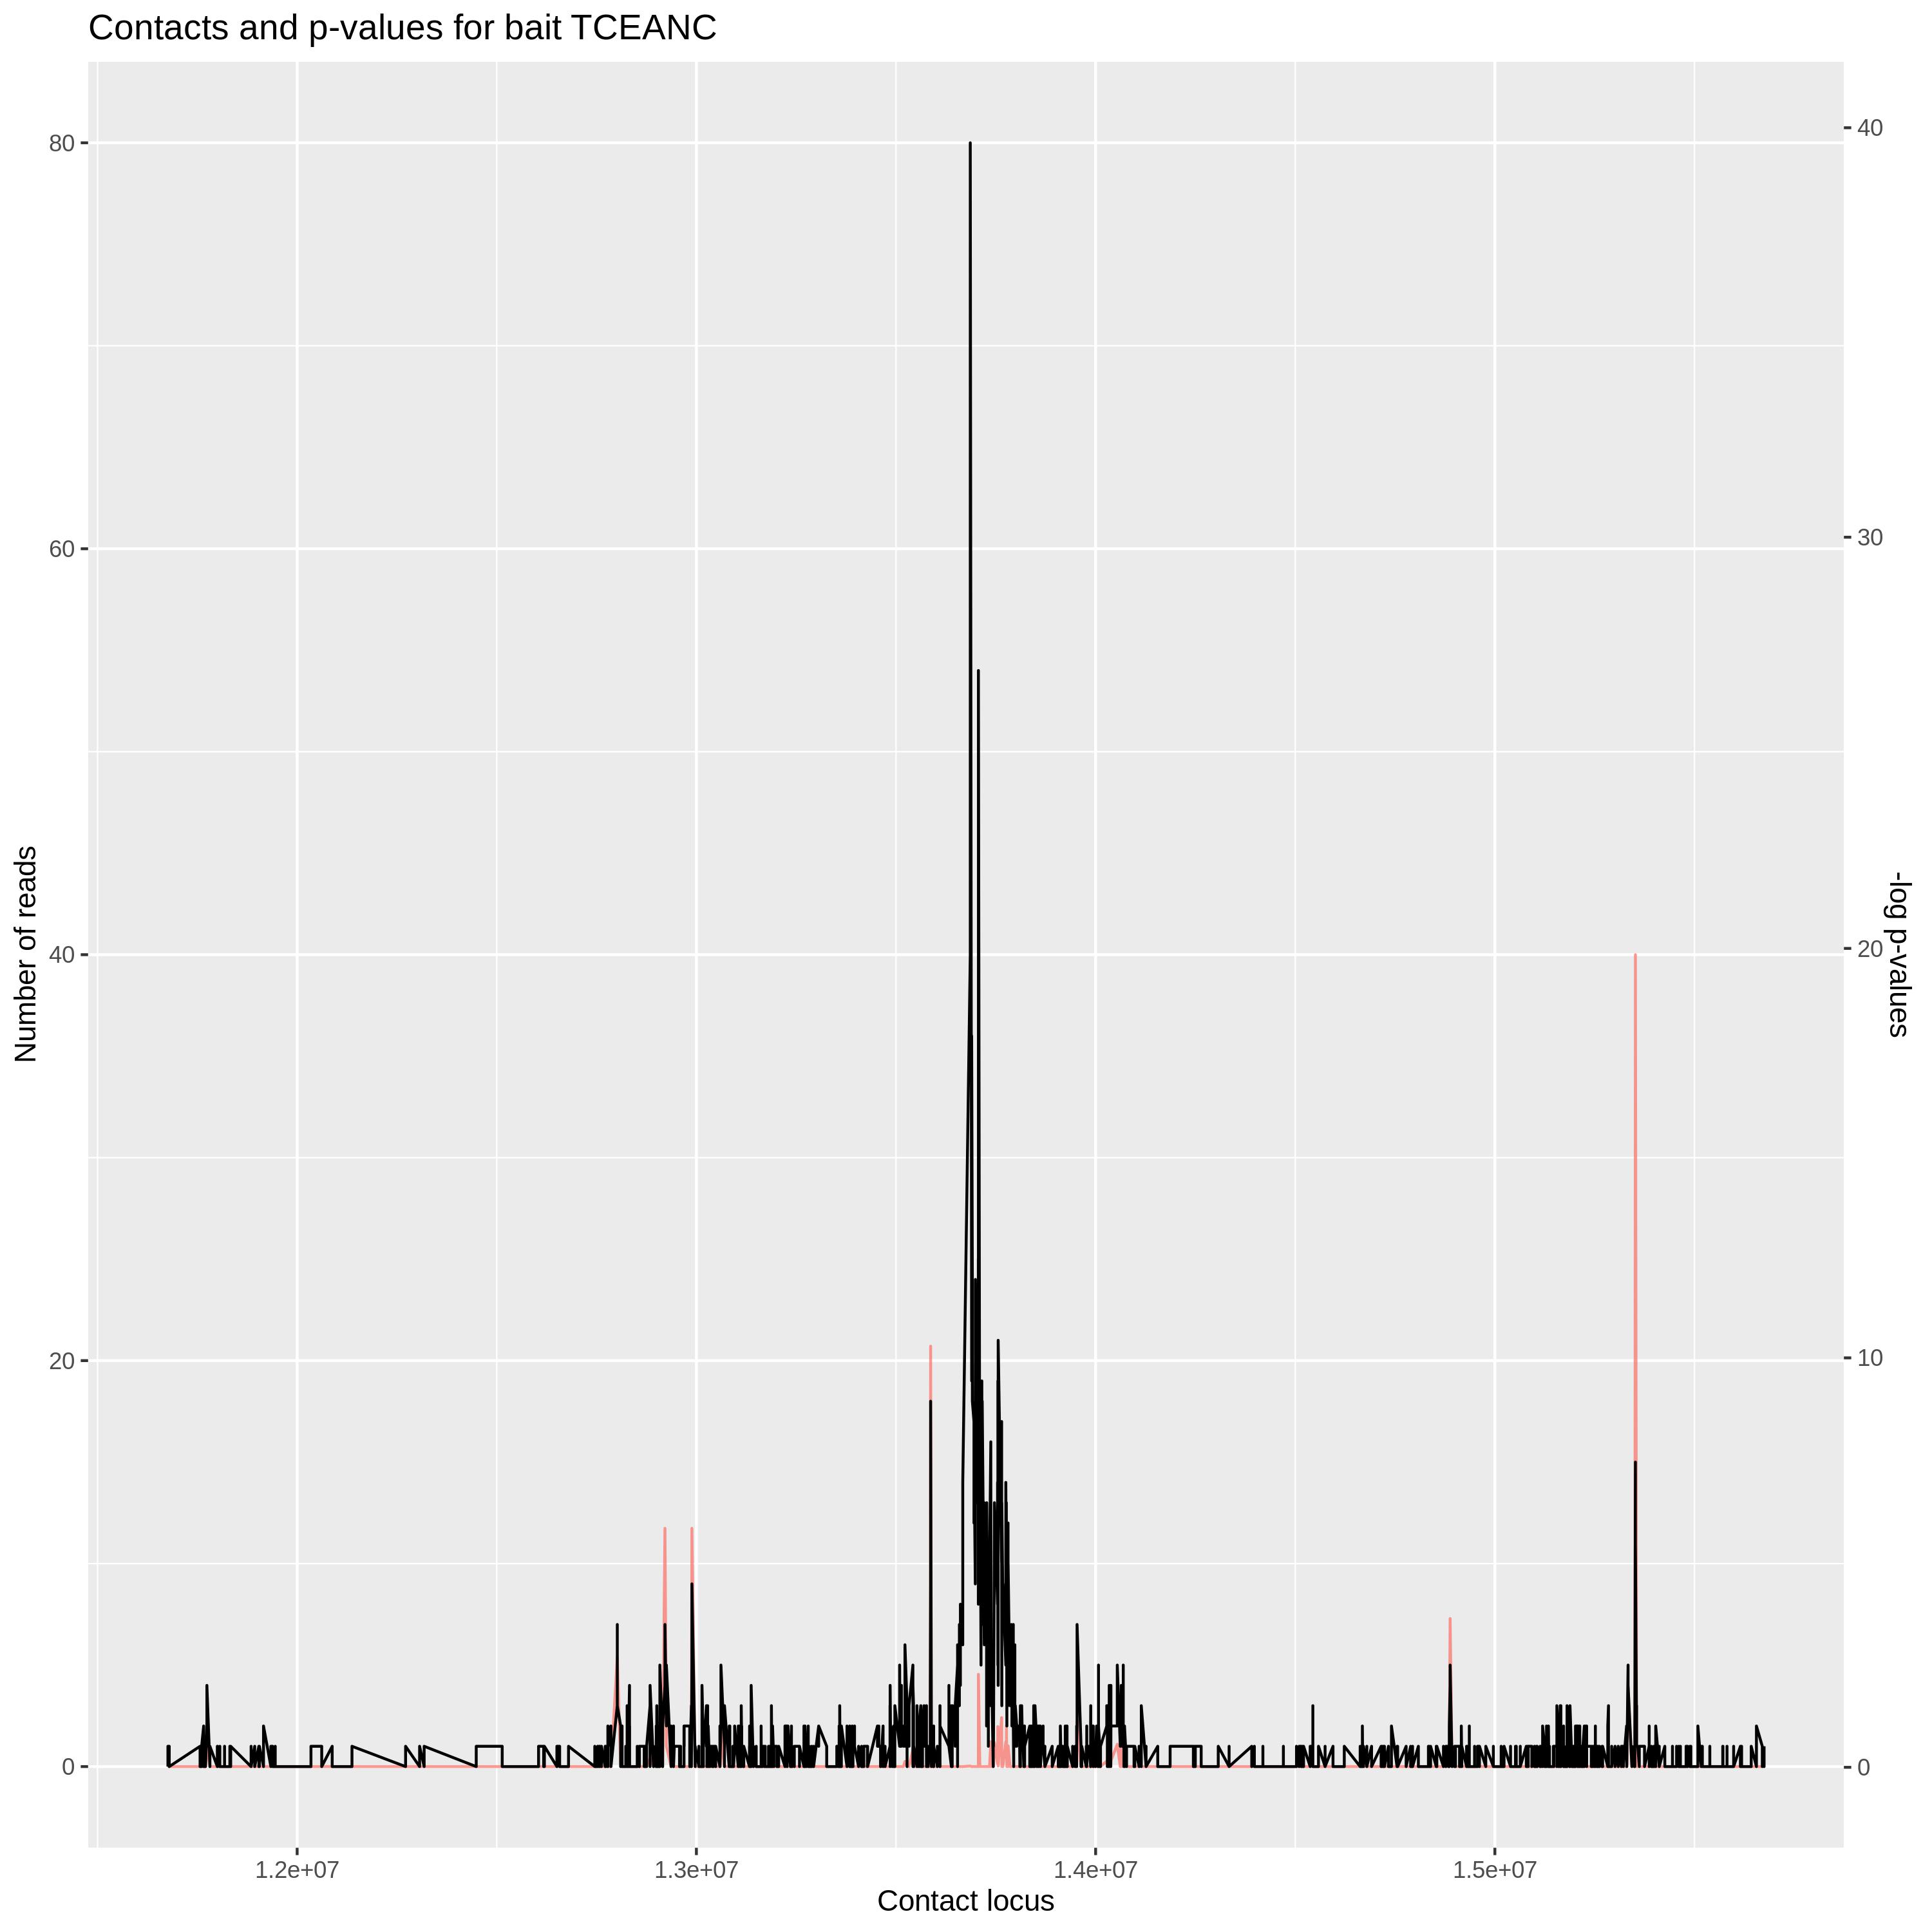 Contacts and p-values for bait TCEANC
80
60
40
20
0
40
30
20
10
0
Number of reads
-log p-values
1.2e+07
1.3e+07
1.4e+07
1.5e+07
Contact locus